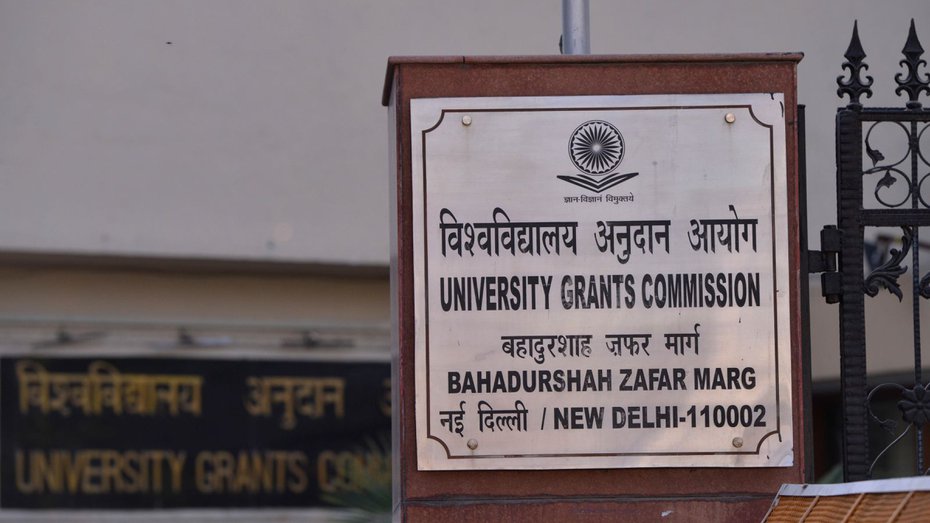 ज्ञान-विज्ञान विमुक्तये
विश्वविद्यालय अनुदान आयोग
UNIVERSITY GRANTS COMMISSION
बहादुरशाह ज़फर मार्ग
BAHADURSHAH ZAFAR MARG
नई दिल्ली / NEW DELHI-110002
विश्वविद्यालय अनुदान
UNIVERSITY GRANTS COM